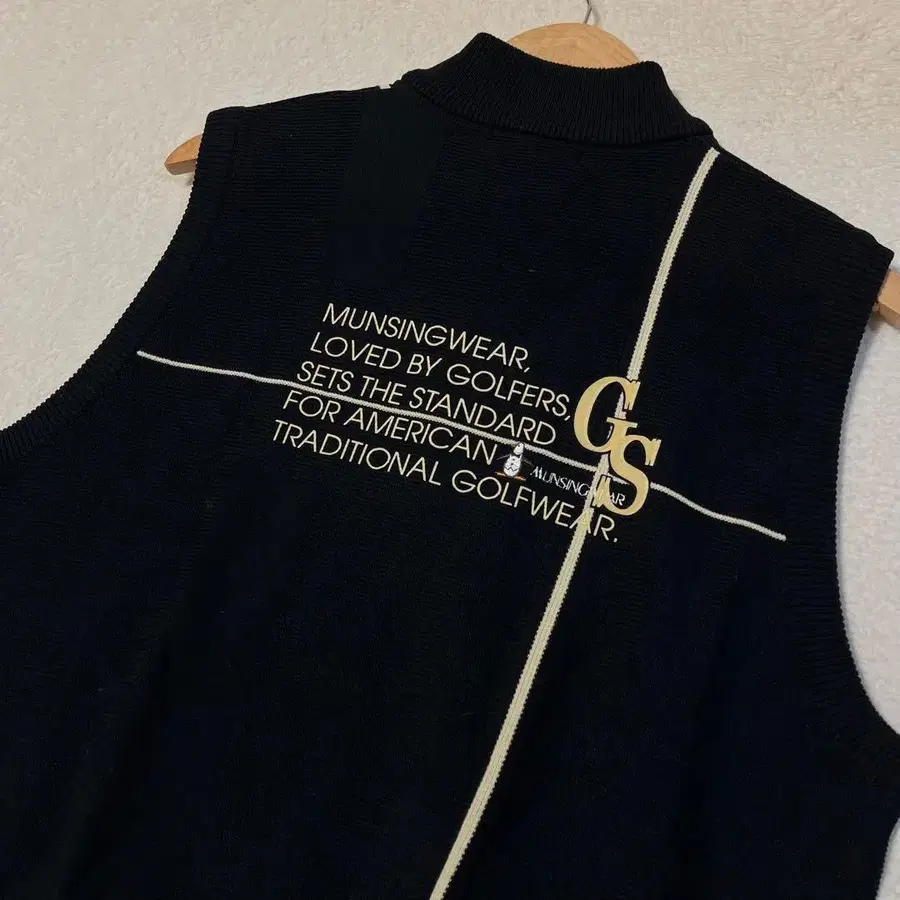 MUNSINGWEAR,
LOVED BY GOLFERS,
SETS THE STANDARD
FOR AMERICAN
TRADITIONAL GOLFWEAR.
GS
MUNSINGWEAR